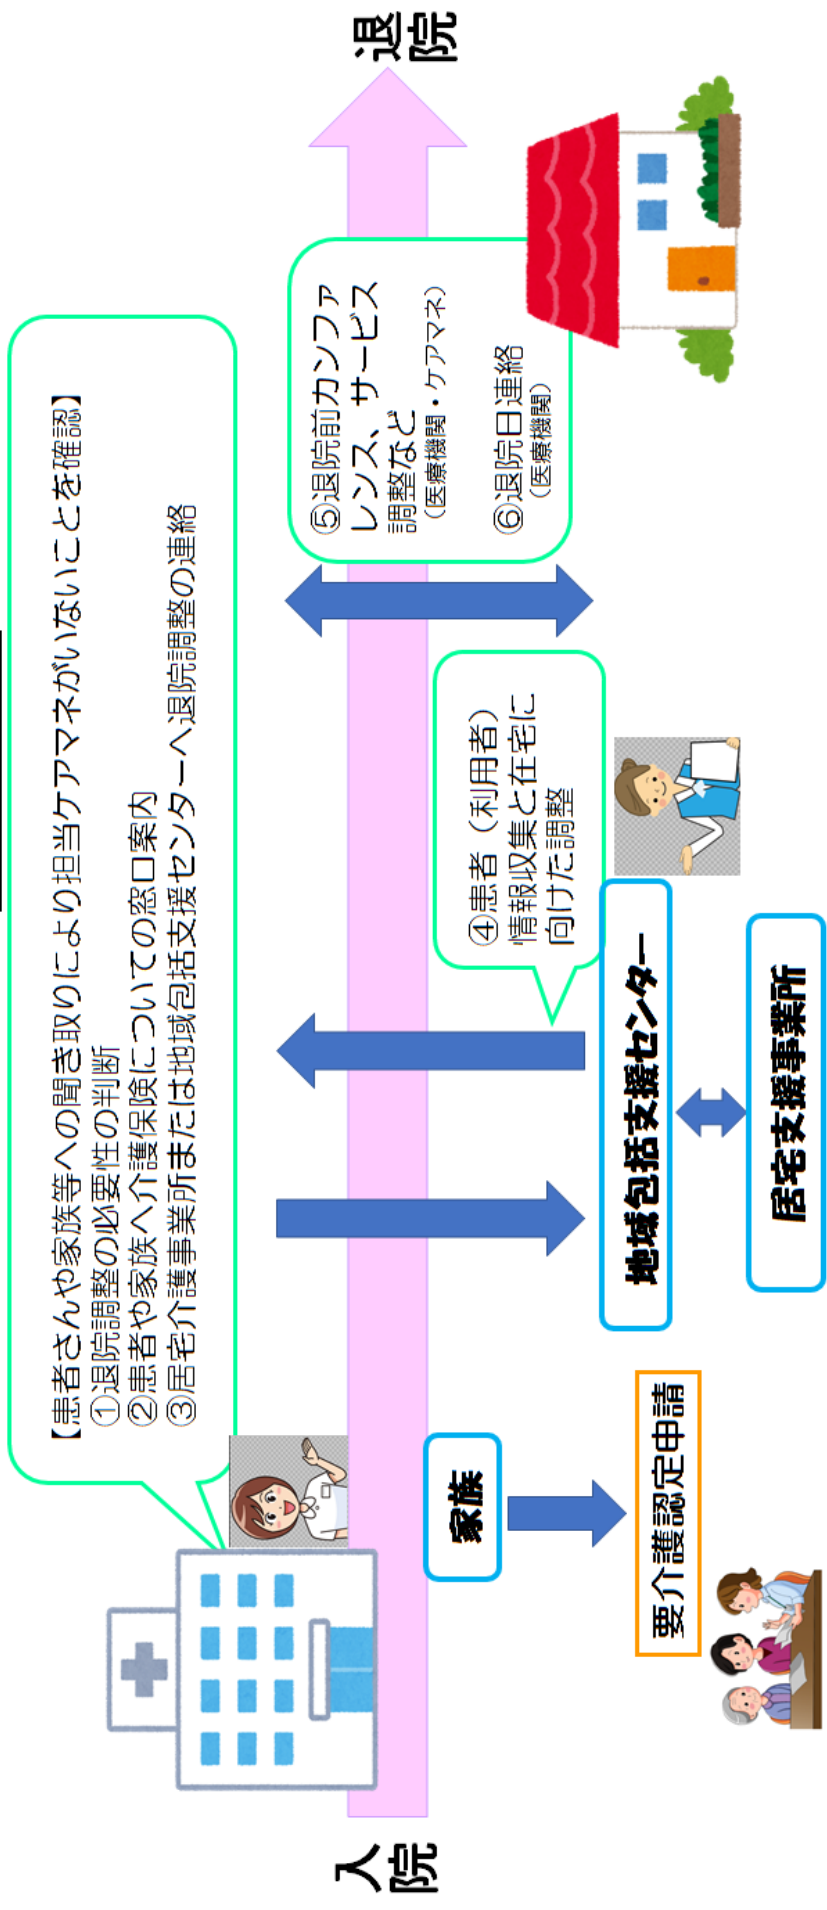 【患者さんや家族等への聞き取りにより担当ケアマネがいないことを確認】
①退院調整の必要性の判断
②患者や家族へ介護保険についての窓口案内
③居宅介護事業所または地域包括支援センターへ退院調整の連絡
入院
退院
⑤退院前カンファ
レンス、サービス
調整など
（医療機関・ケアマネ）
⑥退院日連絡
（医療機関）
④患者（利用者）
情報収集と在宅に
向けた調整
家族
要介護認定申請
地域包括支援センター
居宅支援事業所